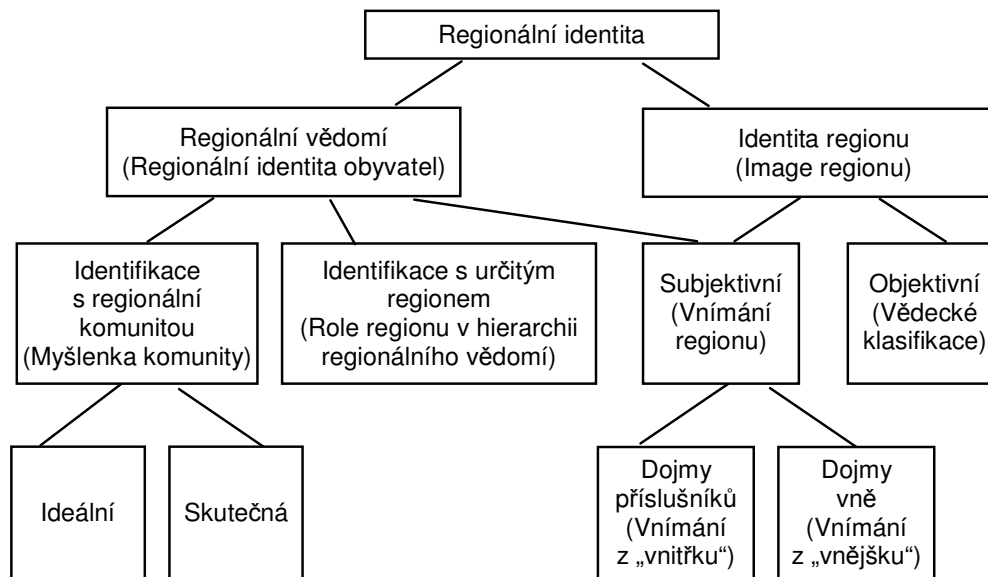 Regionální identita
Regionální vědomí
(Regionální identita obyvatel)
Identita regionu
(Image regionu)
Identifikace
s regionální
komunitou
(Myšlenka komunity)
Identifikace s určitým
regionem
(Role regionu v hierarchii
regionálního vědomí)
Subjektivní
(Vnímání
regionu)
Objektivní
(Vědecké
klasifikace)
Ideální
Skutečná
Dojmy
příslušníků
(Vnímání
z „vnitřku“)
Dojmy
vně
(Vnímání
z „vnějšku“)